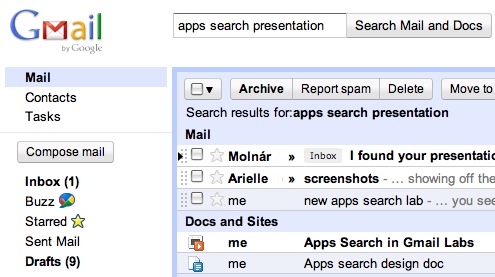 Gmail
by Google
apps search presentation Search Mail and Docs
Mail
Contacts
Tasks
Compose mail
Inbox (1)
Buzz
Starred
Sent Mail
Drafts (9)
Archive Report spam Delete Move to
Search results for:apps search presentation
Mail
Molnár » Inbox I found your presentatio
Arielle » screenshots - ... showing off the
me new apps search lab - ... you see
Docs and Sites
me Apps Search in Gmail Labs
me Apps search design doc